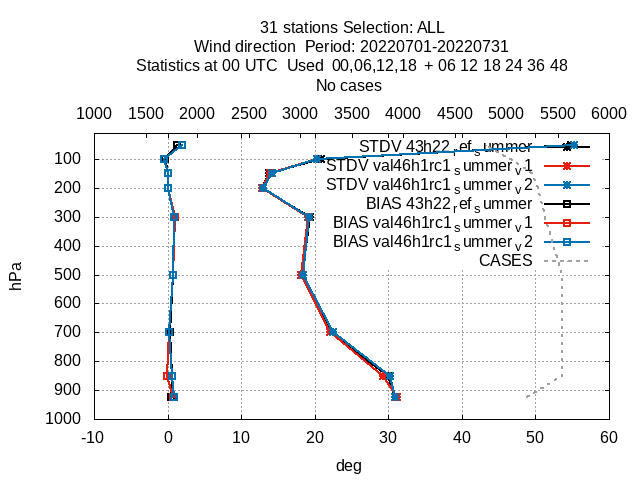 31 stations Selection: ALL
Wind direction  Period: 20220701-20220731
Statistics at 00 UTC  Used  00,06,12,18  + 06 12 18 24 36 48
No cases
1000 1500 2000 2500 3000 3500 4000 4500 5000 5500 6000
STDV 43h22_ref_summer
100
STDV val46h1rc1_summer_v1
STDV val46h1rc1_summer_v2
200
BIAS 43h22_ref_summer
300
BIAS val46h1rc1_summer_v1
BIAS val46h1rc1_summer_v2
400
CASES
hPa
500
600
700
800
900
1000
-10 0 10 20 30 40 50 60
deg